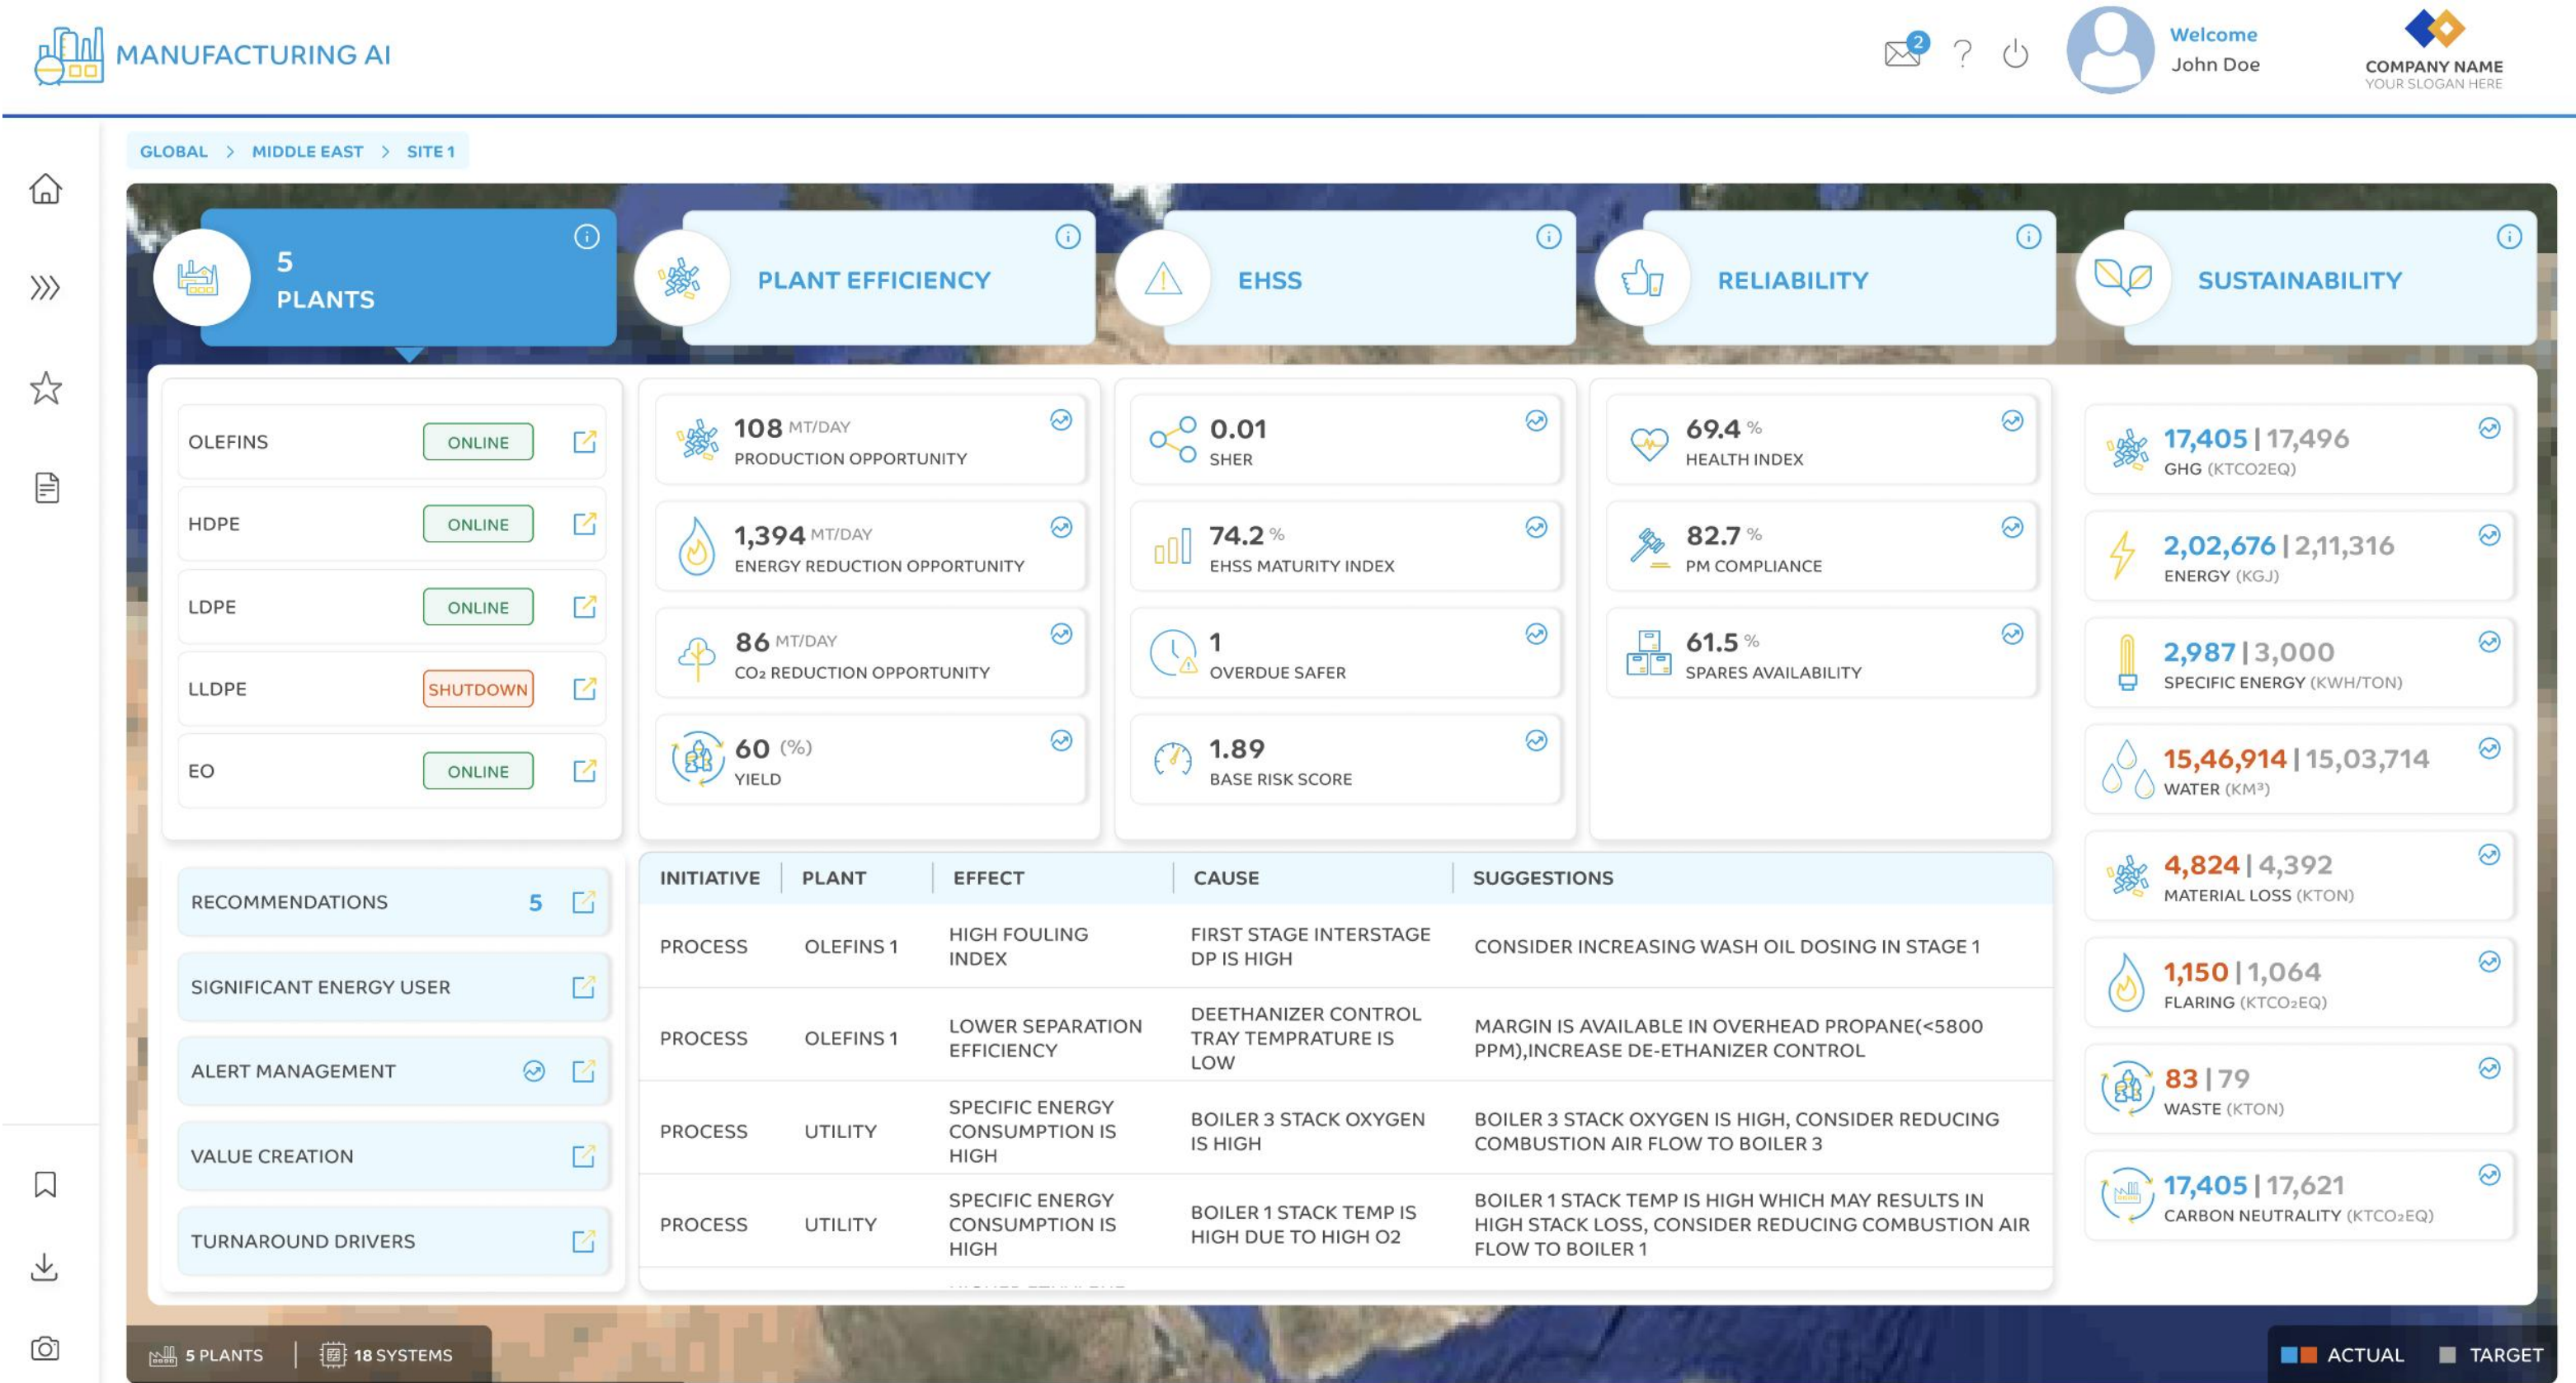 MANUFACTURING AI
2
?
Welcome
John Doe
COMPANY NAME
YOUR SLOGAN HERE
GLOBAL > MIDDLE EAST > SITE 1
5
PLANTS
PLANT EFFICIENCY
EHSS
RELIABILITY
SUSTAINABILITY
OLEFINS ONLINE
HDPE ONLINE
LDPE ONLINE
LLDPE SHUTDOWN
EO ONLINE
108 MT/DAY
PRODUCTION OPPORTUNITY
1,394 MT/DAY
ENERGY REDUCTION OPPORTUNITY
86 MT/DAY
CO₂ REDUCTION OPPORTUNITY
60 (%)
YIELD
0.01
SHER
74.2 %
EHSS MATURITY INDEX
1
OVERDUE SAFER
1.89
BASE RISK SCORE
69.4 %
HEALTH INDEX
82.7 %
PM COMPLIANCE
61.5 %
SPARES AVAILABILITY
17,405 | 17,496
GHG (KTCO2EQ)
2,02,676 | 2,11,316
ENERGY (KGJ)
2,987 | 3,000
SPECIFIC ENERGY (KWH/TON)
15,46,914 | 15,03,714
WATER (KM³)
4,824 | 4,392
MATERIAL LOSS (KTON)
1,150 | 1,064
FLARING (KTCO₂EQ)
83 | 79
WASTE (KTON)
17,405 | 17,621
CARBON NEUTRALITY (KTCO₂EQ)
RECOMMENDATIONS 5
SIGNIFICANT ENERGY USER
ALERT MANAGEMENT
VALUE CREATION
TURNAROUND DRIVERS
INITIATIVE PLANT EFFECT CAUSE SUGGESTIONS
PROCESS
OLEFINS 1
HIGH FOULING
INDEX
FIRST STAGE INTERSTAGE
DP IS HIGH
CONSIDER INCREASING WASH OIL DOSING IN STAGE 1
PROCESS
OLEFINS 1
LOWER SEPARATION
EFFICIENCY
DEETHANIZER CONTROL
TRAY TEMPRATURE IS
LOW
MARGIN IS AVAILABLE IN OVERHEAD PROPANE(<5800
PPM),INCREASE DE-ETHANIZER CONTROL
PROCESS
UTILITY
SPECIFIC ENERGY
CONSUMPTION IS
HIGH
BOILER 3 STACK OXYGEN
IS HIGH
BOILER 3 STACK OXYGEN IS HIGH, CONSIDER REDUCING
COMBUSTION AIR FLOW TO BOILER 3
PROCESS
UTILITY
SPECIFIC ENERGY
CONSUMPTION IS
HIGH
BOILER 1 STACK TEMP IS
HIGH DUE TO HIGH O2
BOILER 1 STACK TEMP IS HIGH WHICH MAY RESULTS IN
HIGH STACK LOSS, CONSIDER REDUCING COMBUSTION AIR
FLOW TO BOILER 1
5 PLANTS | 18 SYSTEMS
ACTUAL TARGET